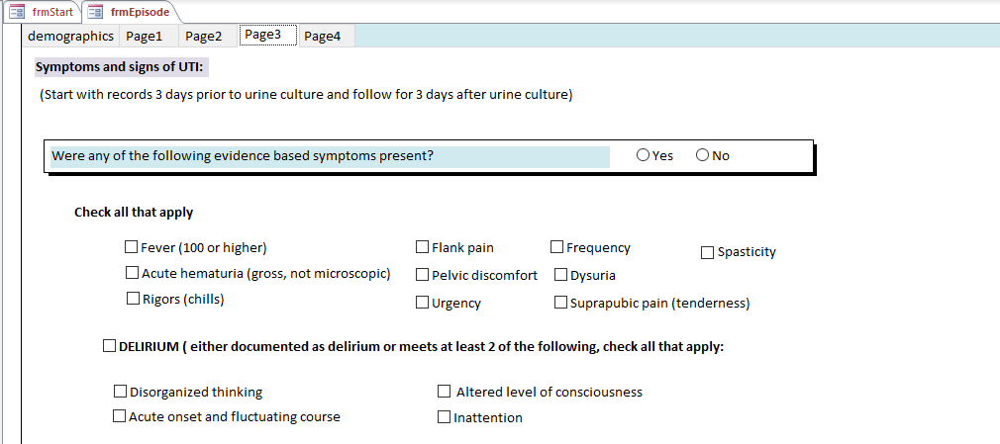 frmStart frmEpisode
demographics Page1 Page2 Page3 Page4
Symptoms and signs of UTI:
(Start with records 3 days prior to urine culture and follow for 3 days after urine culture)
Were any of the following evidence based symptoms present? Yes No
Check all that apply
Fever (100 or higher) Flank pain Frequency Spasticity
Acute hematuria (gross, not microscopic) Pelvic discomfort Dysuria
Rigors (chills) Urgency Suprapubic pain (tenderness)
DELIRIUM ( either documented as delirium or meets at least 2 of the following, check all that apply:
Disorganized thinking Altered level of consciousness
Acute onset and fluctuating course Inattention